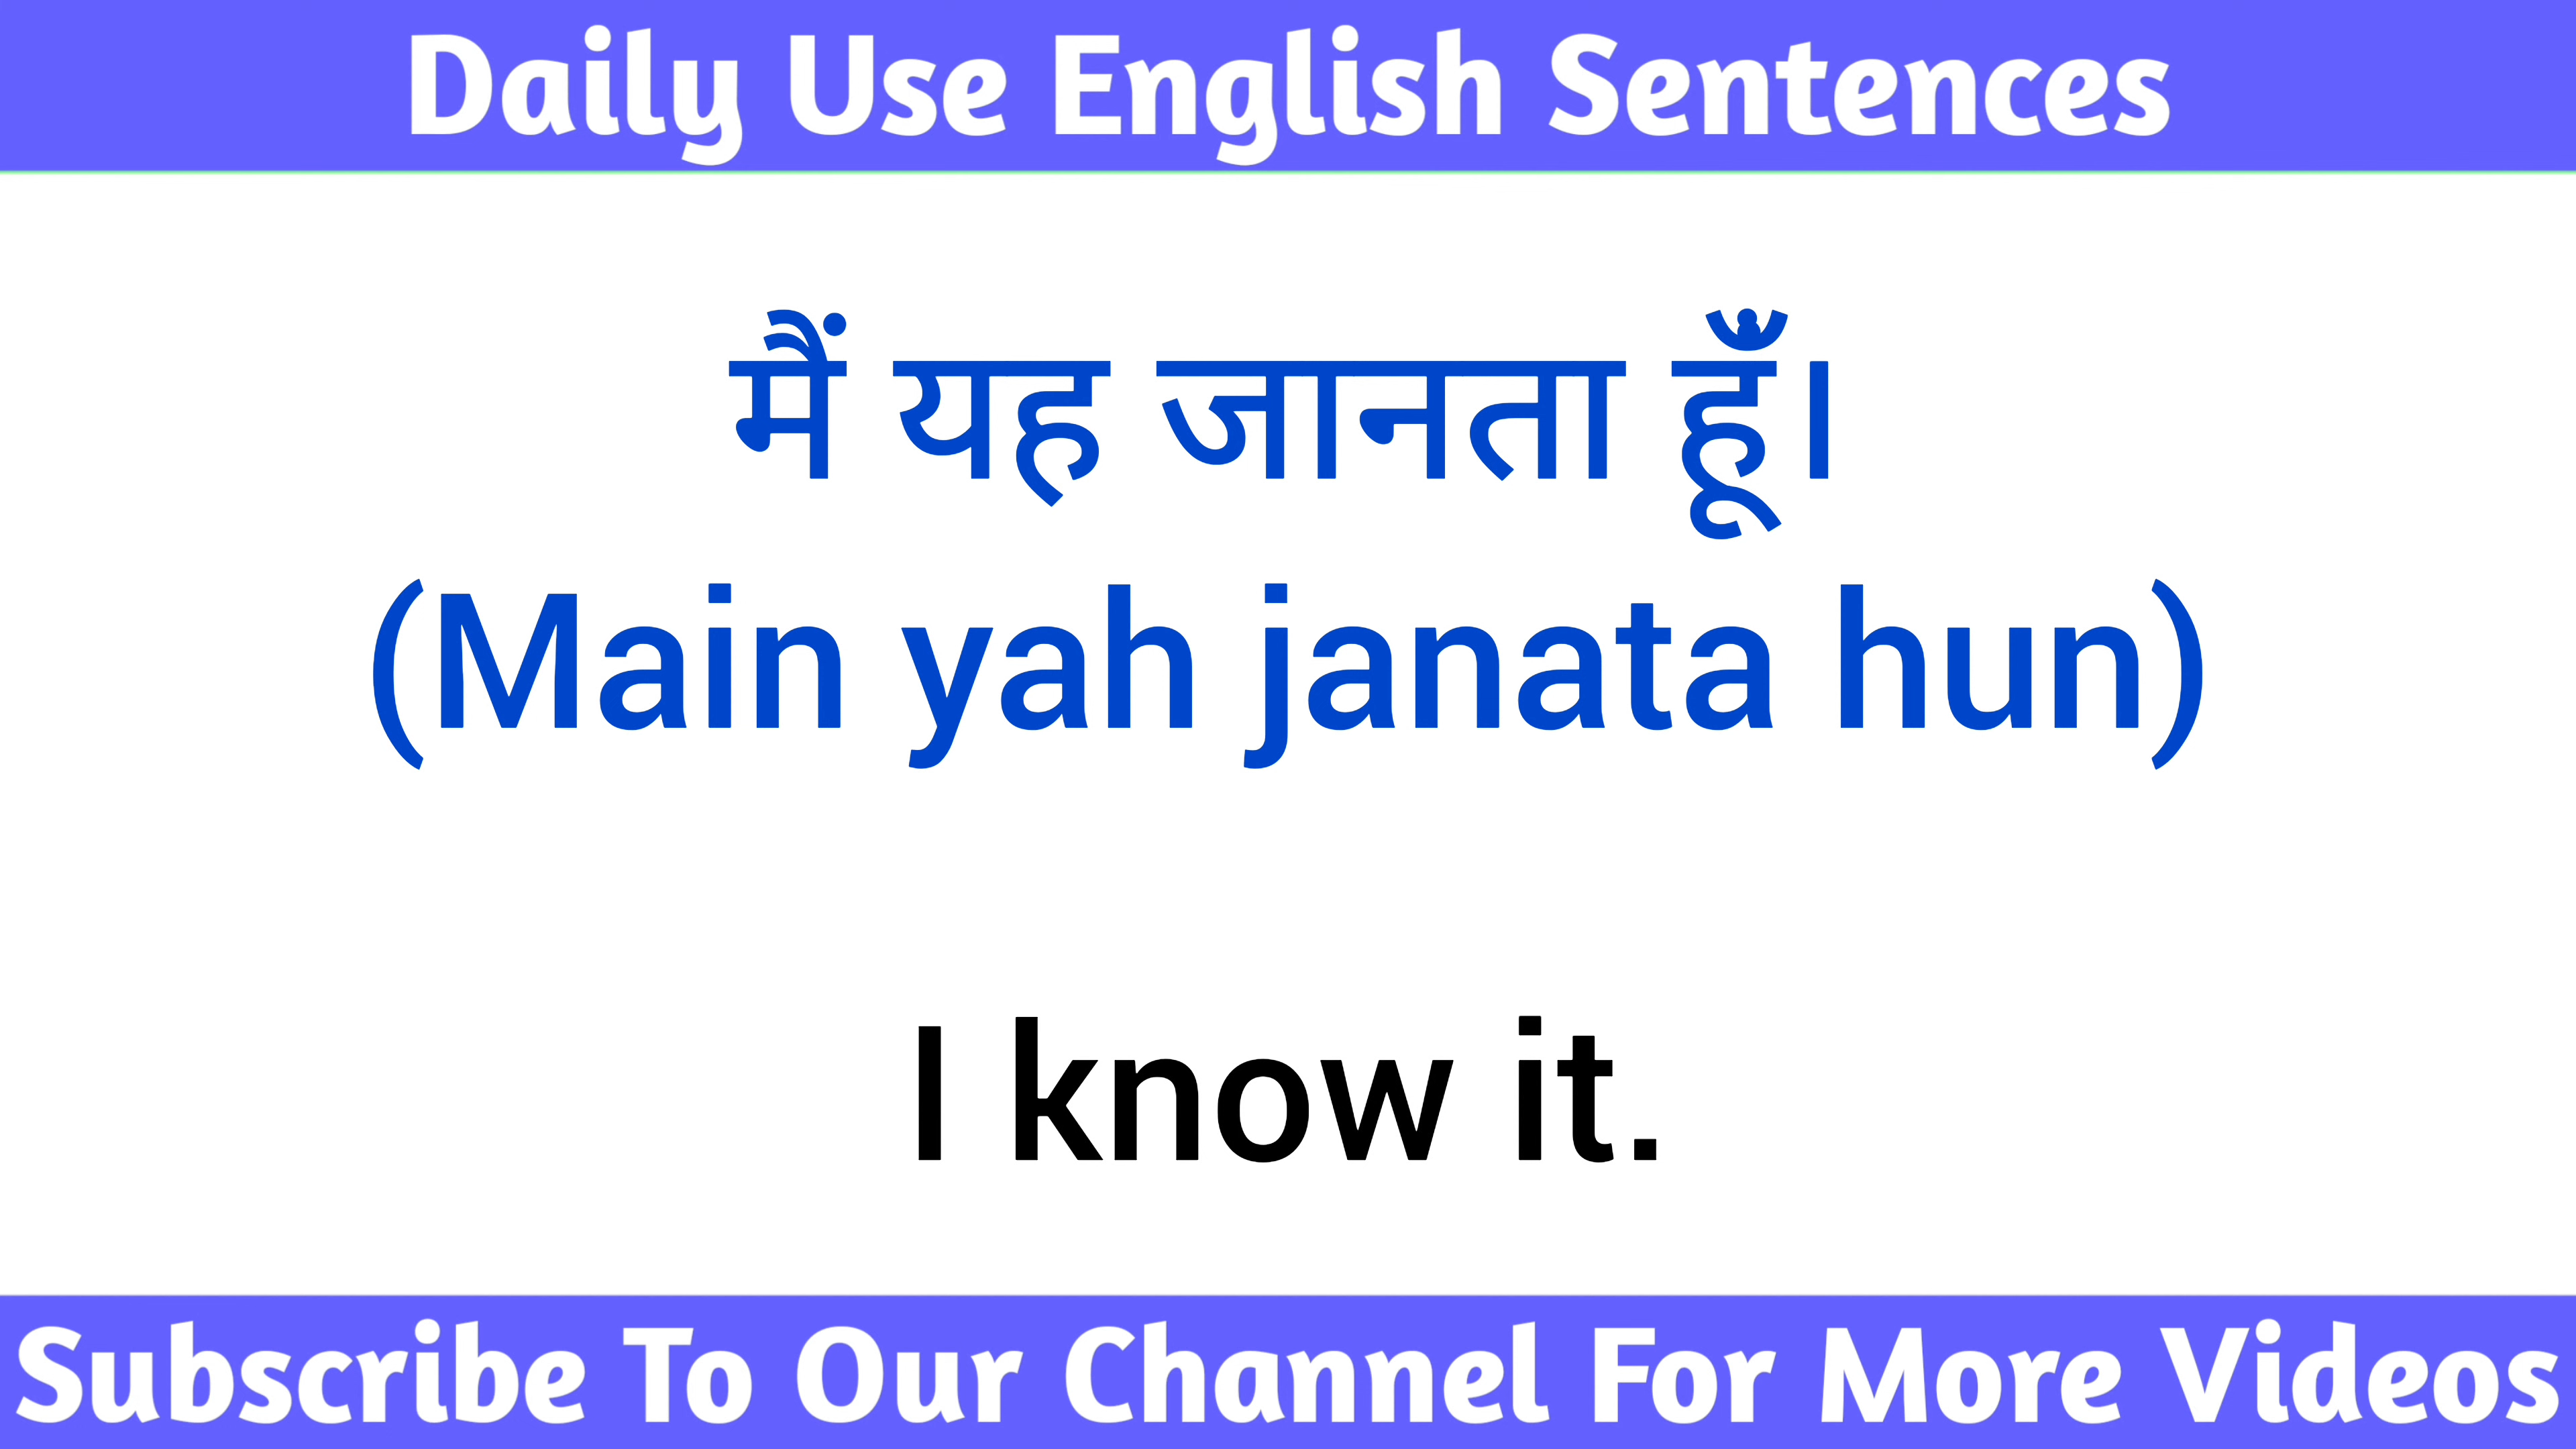 Daily Use English Sentences
मैं यह जानता हूँ।
(Main yah janata hun)
I know it.
Subscribe To Our Channel For More Videos